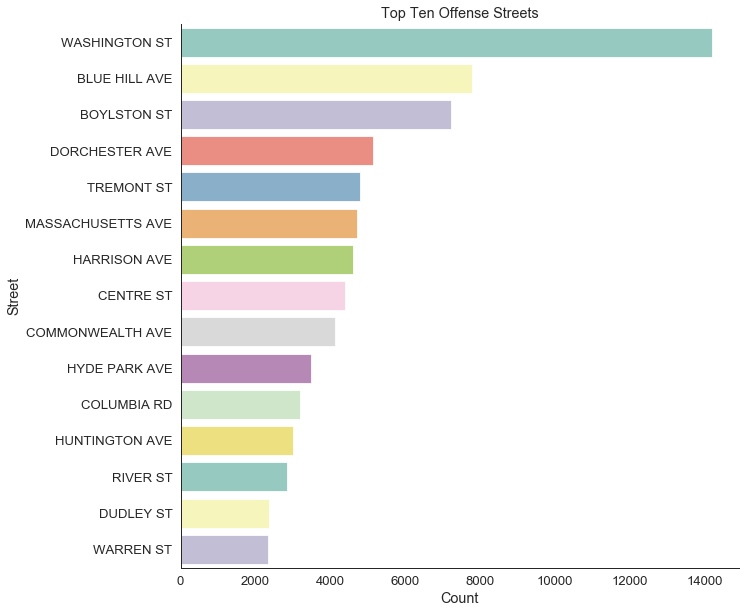 Top Ten Offense Streets
WASHINGTON ST
BLUE HILL AVE
BOYLSTON ST
DORCHESTER AVE
TREMONT ST
MASSACHUSETTS AVE
HARRISON AVE
CENTRE ST
COMMONWEALTH AVE
HYDE PARK AVE
COLUMBIA RD
HUNTINGTON AVE
RIVER ST
DUDLEY ST
WARREN ST
Street
0 2000 4000 6000 8000 10000 12000 14000
Count